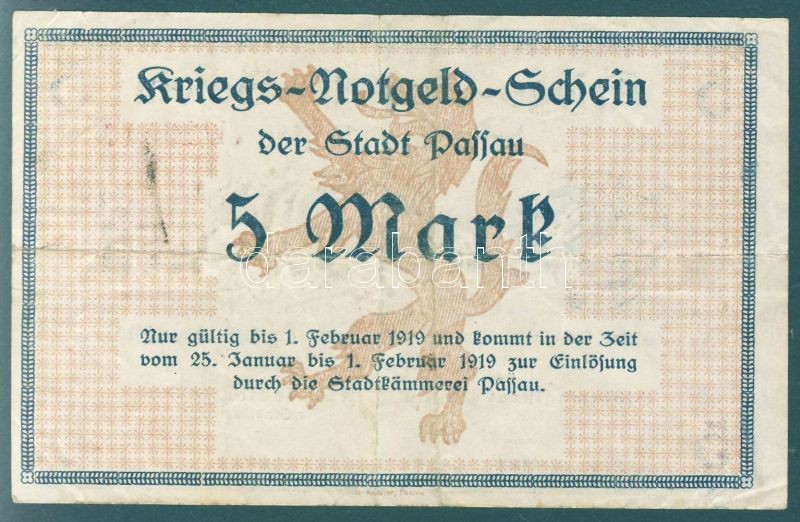 Kriegs-Notgeld-Schein
der Stadt Passau
5 Mark
darabanth
Nur gültig bis 1. Februar 1919 und kommt in der Zeit
vom 25. Januar bis 1. Februar 1919 zur Einlösung
durch die Stadtkämmerei Passau.